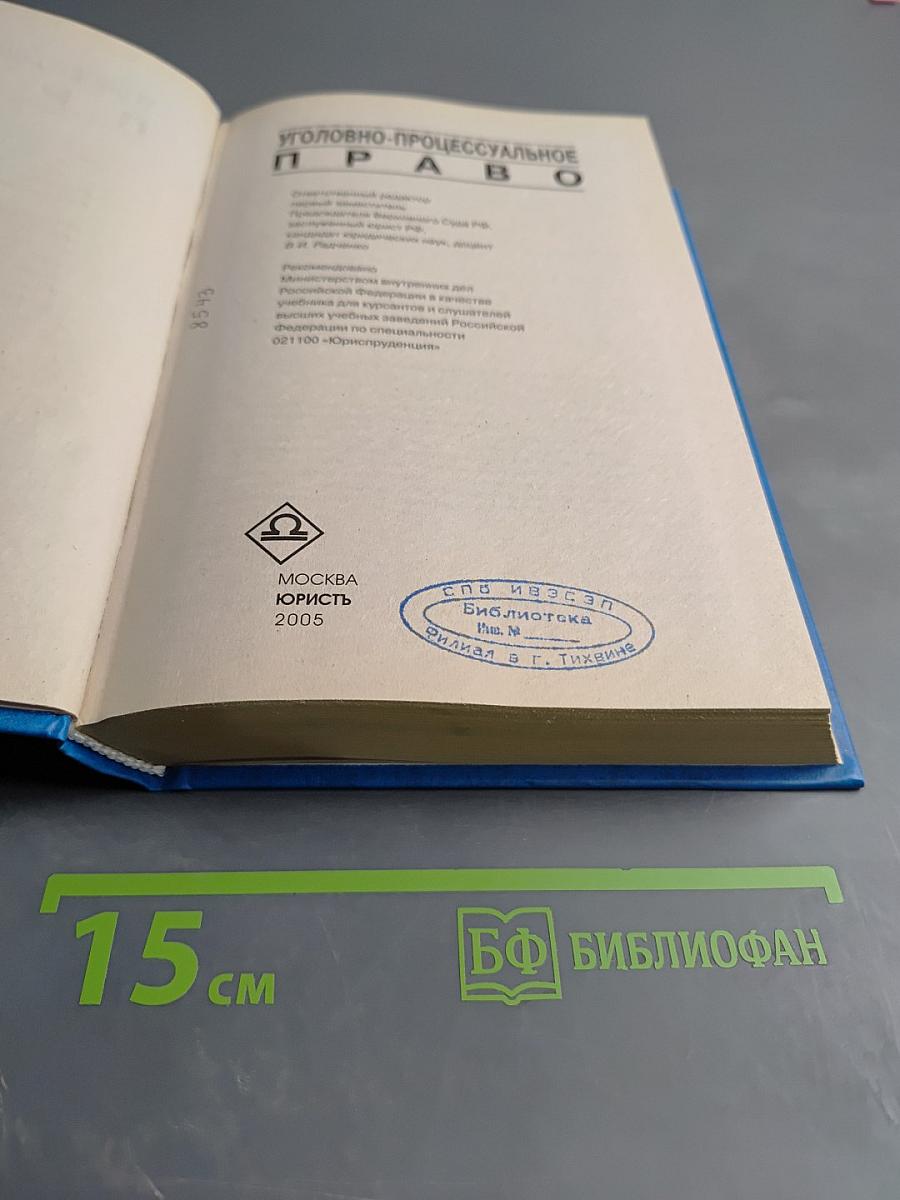 УГОЛОВНО-ПРОЦЕССУАЛЬНОЕ
ПРАВО
Ответственный редактор
первый заместитель
Председателя Верховного Суда РФ,
заслуженный юрист РФ,
кандидат юридических наук, доцент
В.И. Радченко
Рекомендовано
Министерством внутренних дел
Российской Федерации в качестве
учебника для курсантов и слушателей
высших учебных заведений Российской
Федерации по специальности
021100 «Юриспруденция»
8543
МОСКВА
ЮРИСТЪ
2005
СПб ИВЭСЭП
Библиотека
Инв. №
Филиал в г. Тихвине
15 см
БФ БИБЛИОФАН